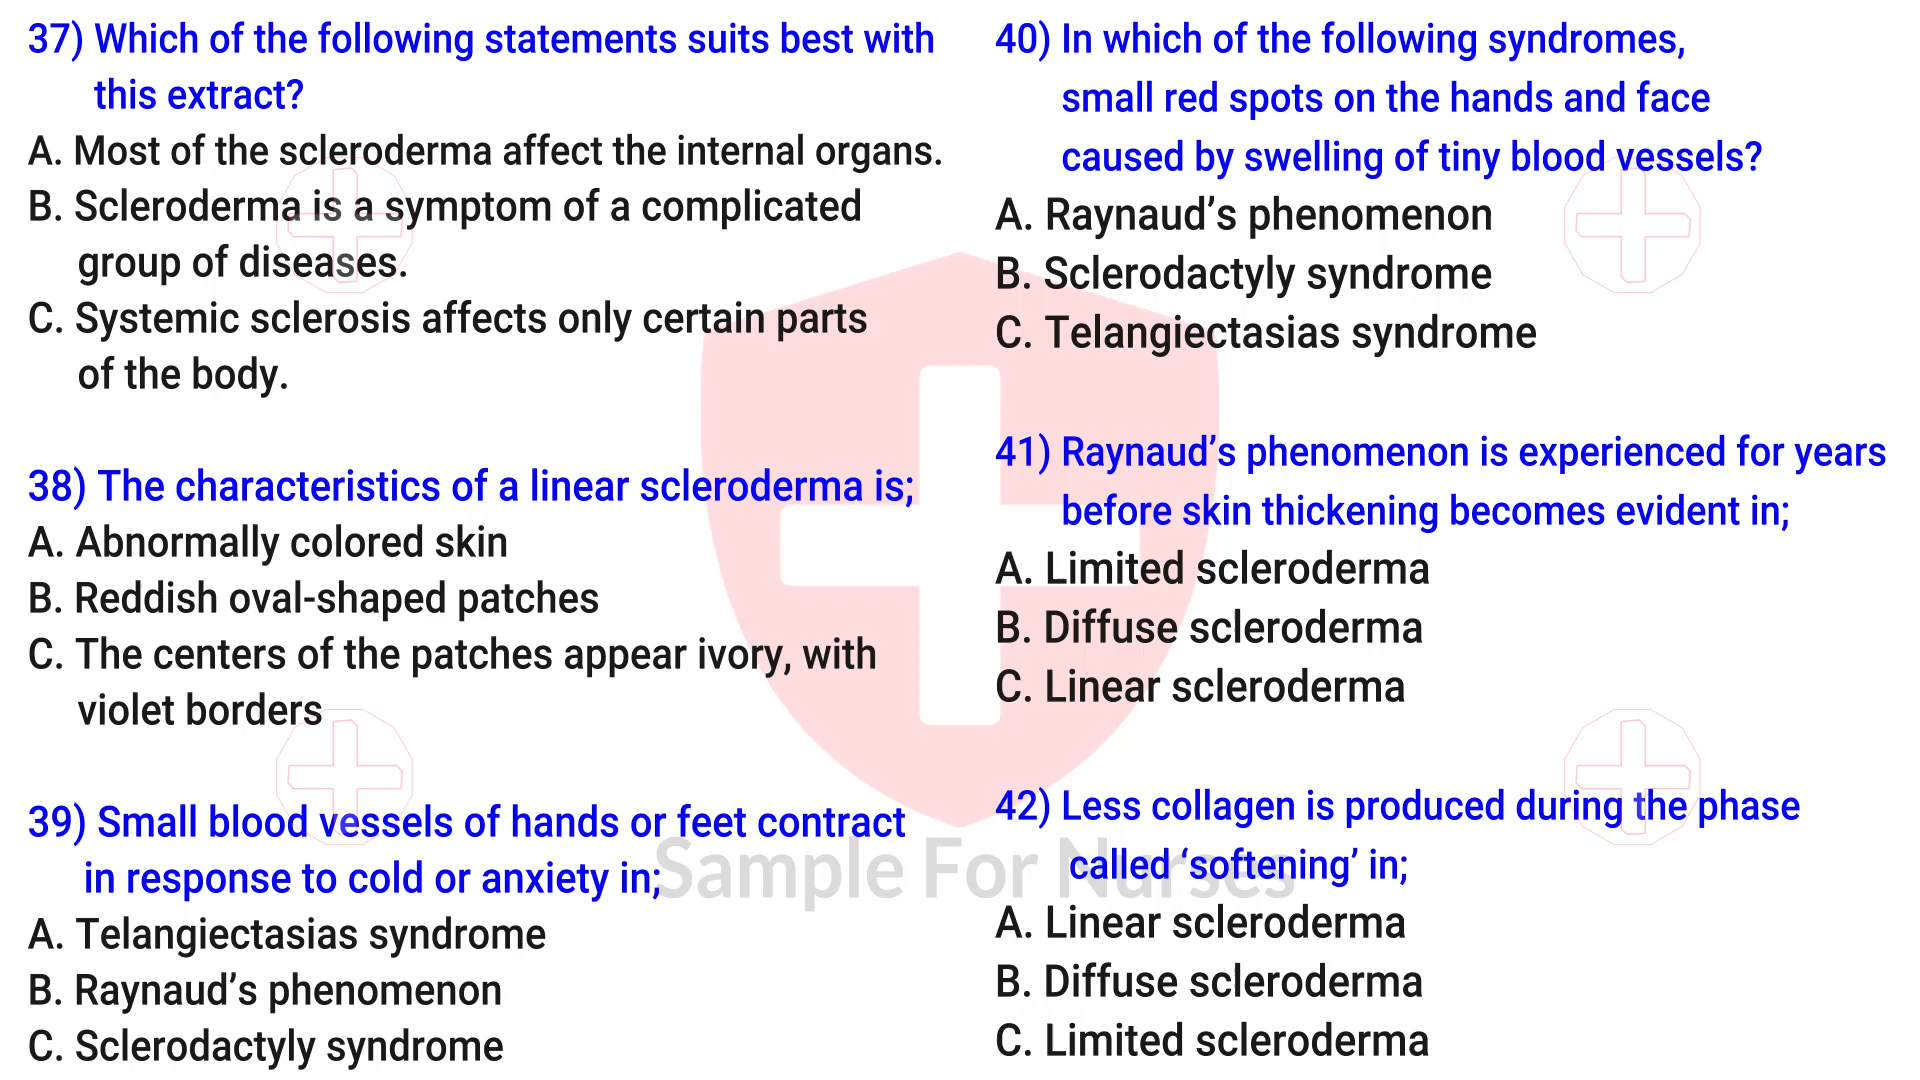 37) Which of the following statements suits best with
this extract?
A. Most of the scleroderma affect the internal organs.
B. Scleroderma is a symptom of a complicated
group of diseases.
C. Systemic sclerosis affects only certain parts
of the body.
38) The characteristics of a linear scleroderma is;
A. Abnormally colored skin
B. Reddish oval-shaped patches
C. The centers of the patches appear ivory, with
violet borders
39) Small blood vessels of hands or feet contract
in response to cold or anxiety in;
A. Telangiectasias syndrome
B. Raynaud’s phenomenon
C. Sclerodactyly syndrome
40) In which of the following syndromes,
small red spots on the hands and face
caused by swelling of tiny blood vessels?
A. Raynaud’s phenomenon
B. Sclerodactyly syndrome
C. Telangiectasias syndrome
41) Raynaud’s phenomenon is experienced for years
before skin thickening becomes evident in;
A. Limited scleroderma
B. Diffuse scleroderma
C. Linear scleroderma
42) Less collagen is produced during the phase
called ‘softening’ in;
A. Linear scleroderma
B. Diffuse scleroderma
C. Limited scleroderma
Sample For Nurses